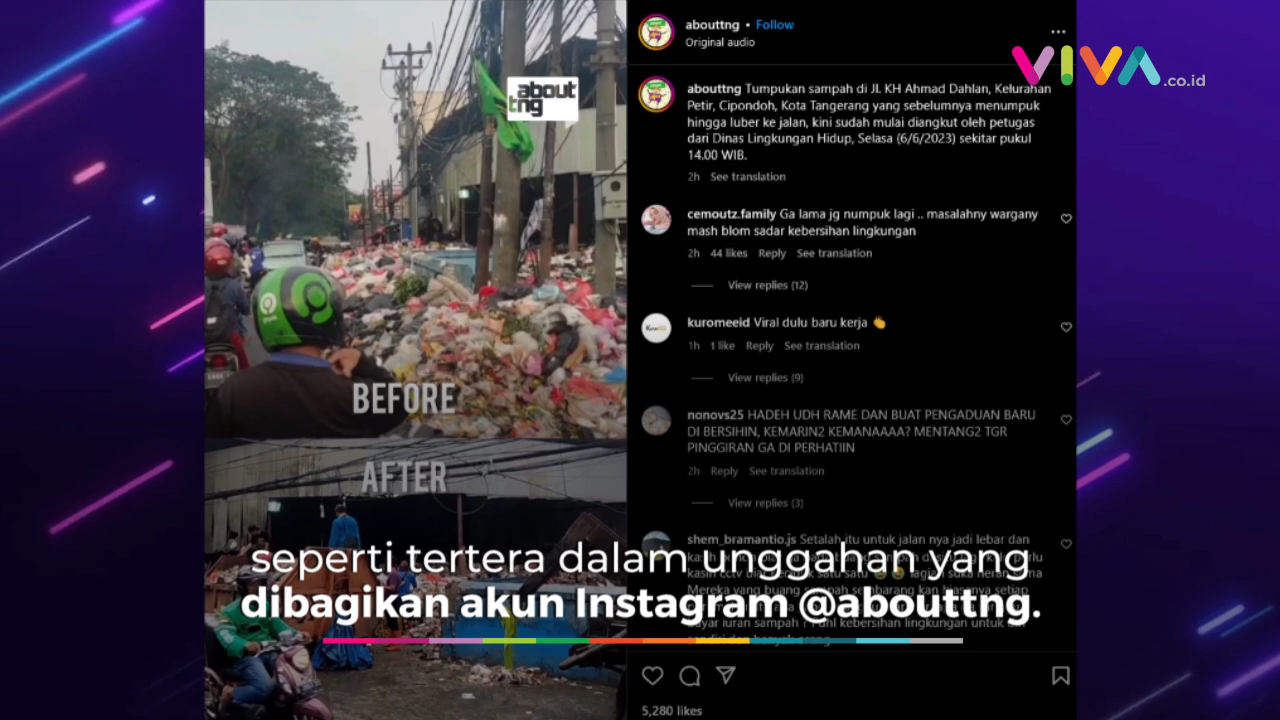 about
tng
BEFORE
AFTER
abouttng • Follow
Original audio
VIVA.co.id
abouttng Tumpukan sampah di Jl. KH Ahmad Dahlan, Kelurahan
Petir, Cipondoh, Kota Tangerang yang sebelumnya menumpuk
hingga luber ke jalan, kini sudah mulai diangkut oleh petugas
dari Dinas Lingkungan Hidup, Selasa (6/6/2023) sekitar pukul
14.00 WIB.
2h See translation
cemoutz.family Ga lama jg numpuk lagi .. masalahny wargany
mash blom sadar kebersihan lingkungan
2h 44 likes Reply See translation
View replies (12)
kuromeeid Viral dulu baru kerja 👏
1h 1 like Reply See translation
View replies (9)
nonovs25 HADEH UDH RAME DAN BUAT PENGADUAN BARU
DI BERSIHIN, KEMARIN2 KEMANAAAA? MENTANG2 TGR
PINGGIRAN GA DI PERHATIIN
2h Reply See translation
View replies (3)
shem_bramantio.js Setalah itu untuk jalan nya jadi lebar dan
seperti tertera dalam unggahan yang
dibagikan akun Instagram @abouttng.
kebersihan lingkungan untuk
5,280 likes